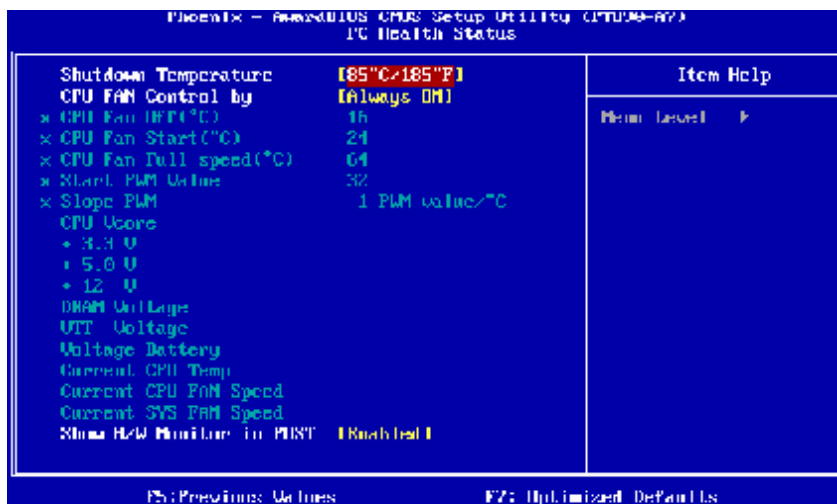 Phoenix - AwardBIOS CMOS Setup Utility
PC Health Status
Shutdown Temperature [85°C/185°F]
CPU FAN Control by [Always ON]
x CPU Fan OFF(°C) 16
x CPU Fan Start(°C) 24
x CPU Fan Full speed(°C) 64
x Start PWM Value 32
x Slope PWM 1 PWM value/°C
CPU Vcore
+ 3.3 V
+ 5.0 V
+ 12 V
DRAM Voltage
VTT Voltage
Voltage Battery
Current CPU Temp
Current CPU FAN Speed
Current SYS FAN Speed
Show H/W Monitor in POST [Enabled]
Item Help
Menu Level
F5:Previous Values F7: Optimized Defaults